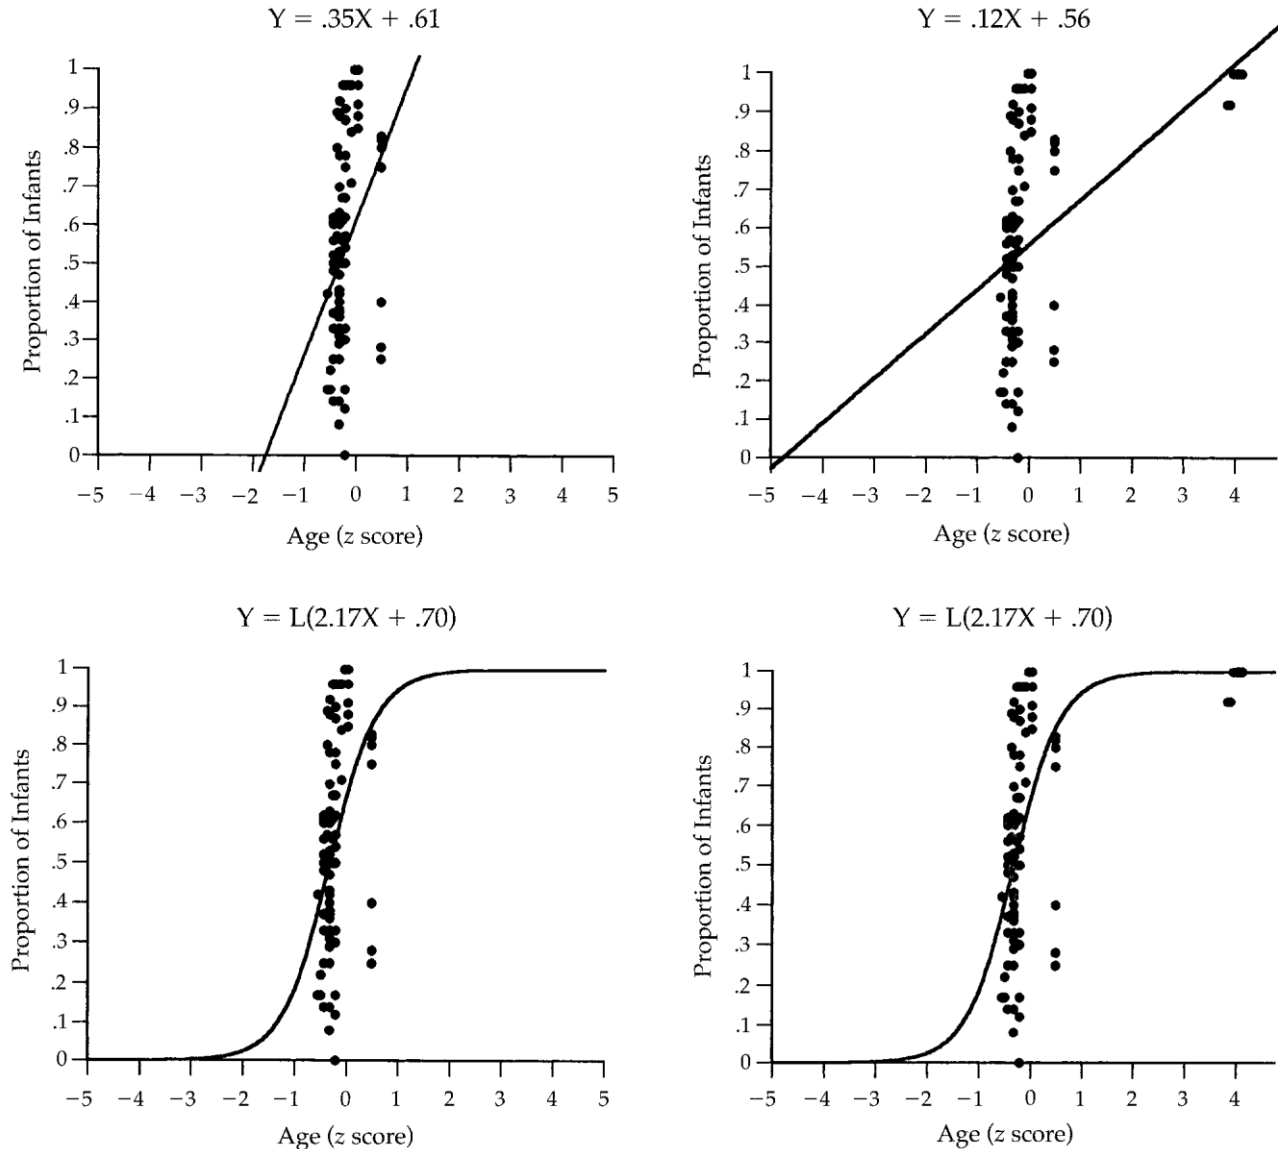 Y = .35X + .61
Proportion of Infants
1
.9
.8
.7
.6
.5
.4
.3
.2
.1
0
−5 −4 −3 −2 −1 0 1 2 3 4 5
Age (z score)
Y = .12X + .56
Proportion of Infants
1
.9
.8
.7
.6
.5
.4
.3
.2
.1
0
−5 −4 −3 −2 −1 0 1 2 3 4
Age (z score)
Y = L(2.17X + .70)
Proportion of Infants
1
.9
.8
.7
.6
.5
.4
.3
.2
.1
0
−5 −4 −3 −2 −1 0 1 2 3 4 5
Age (z score)
Y = L(2.17X + .70)
Proportion of Infants
1
.9
.8
.7
.6
.5
.4
.3
.2
.1
0
−5 −4 −3 −2 −1 0 1 2 3 4
Age (z score)